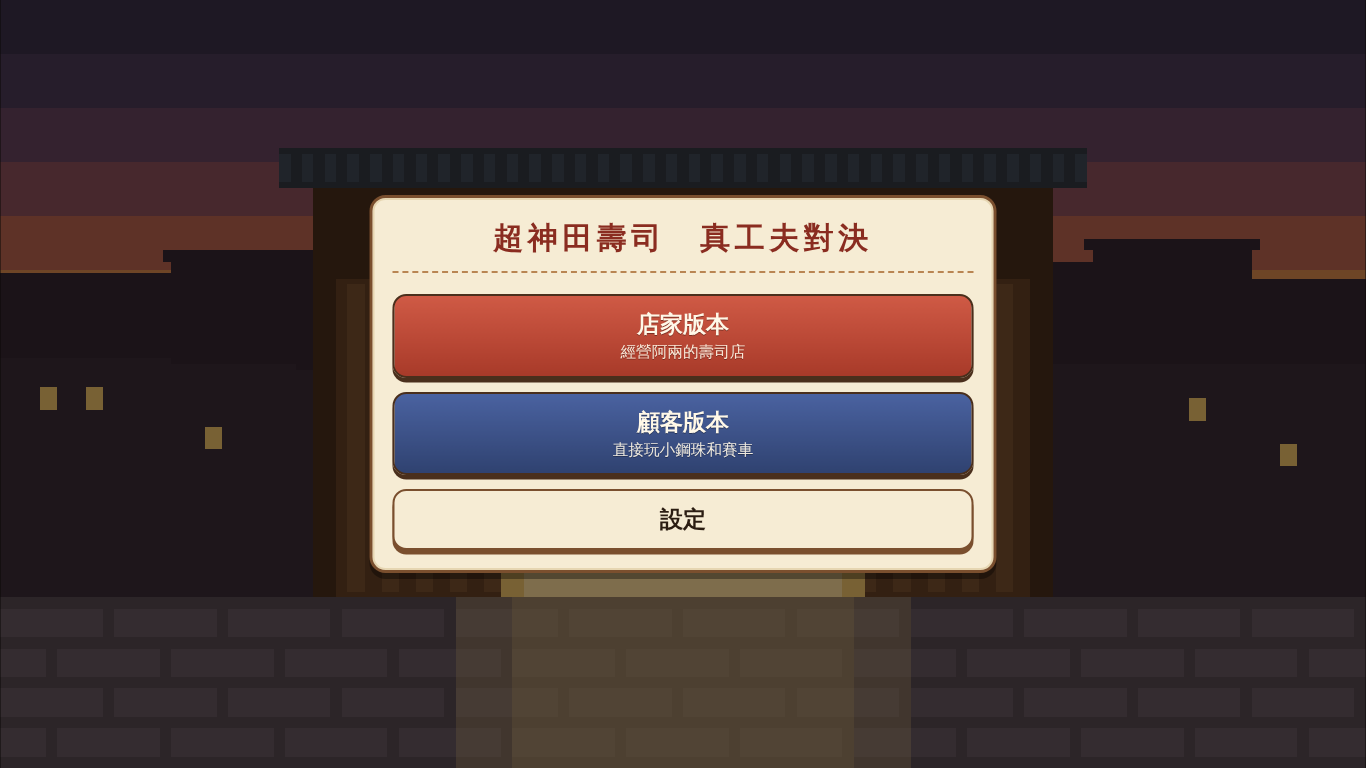 超神田壽司　真工夫對決
店家版本
經營阿兩的壽司店
顧客版本
直接玩小鋼珠和賽車
設定